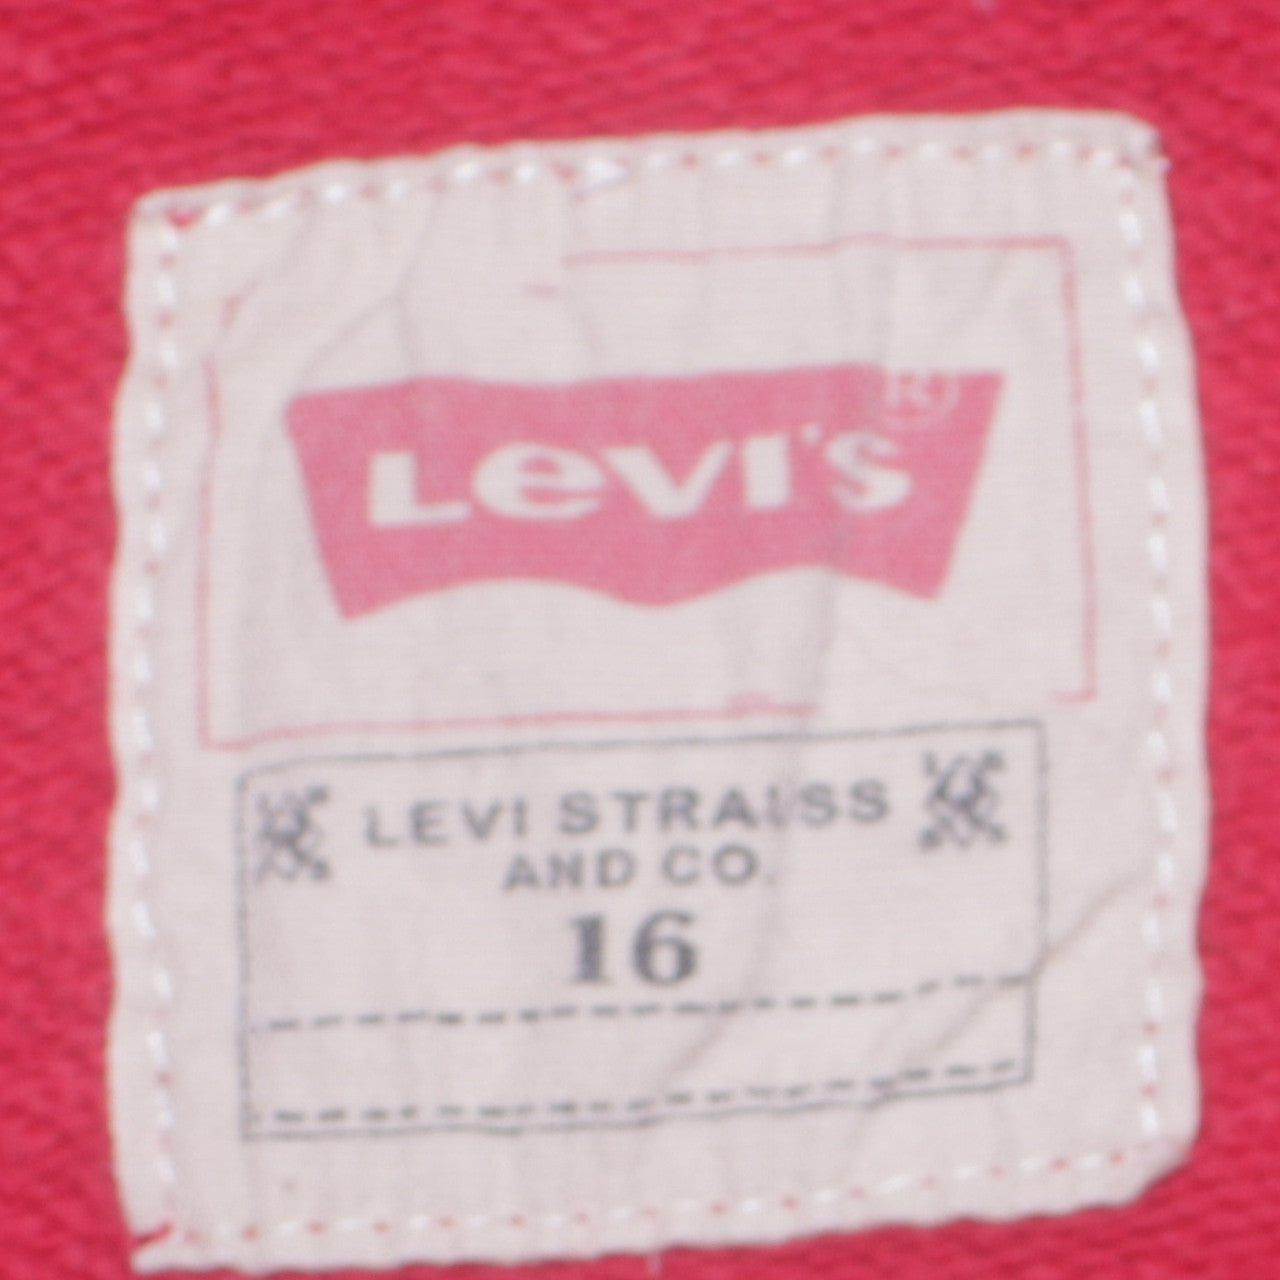 Levi's®
LEVI STRAUSS
AND CO.
16